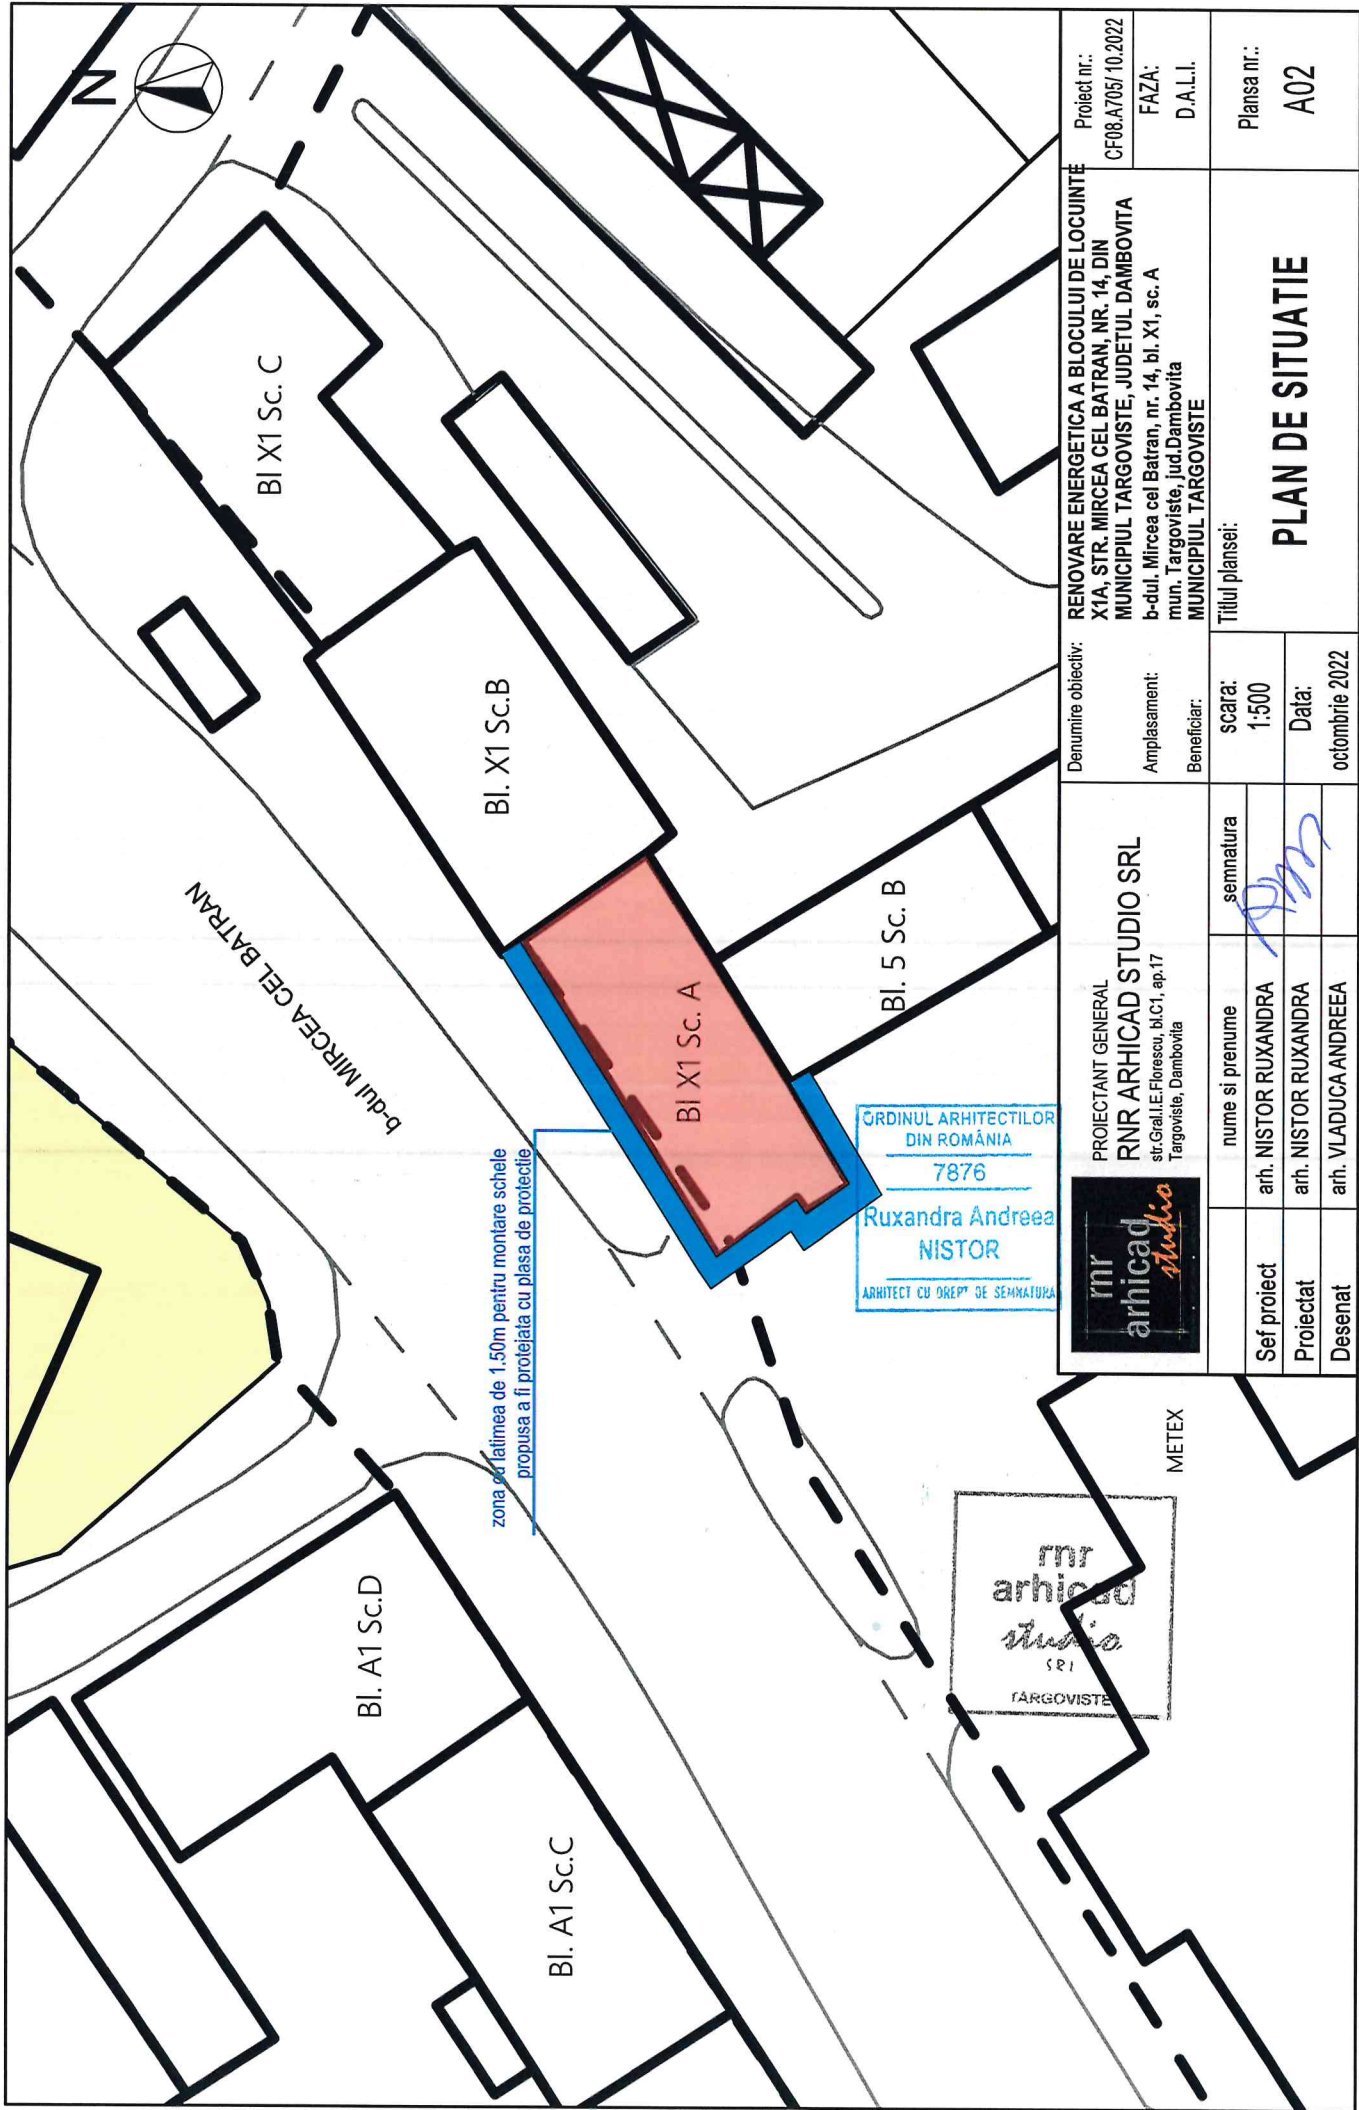 N
Bl X1 Sc. C
Bl. X1 Sc.B
b-dul MIRCEA CEL BATRAN
Bl X1 Sc. A
Bl. 5 Sc. B
zona cu latimea de 1.50m pentru montare schele
propusa a fi protejata cu plasa de protectie
Bl. A1 Sc.D
Bl. A1 Sc.C
METEX
ORDINUL ARHITECTILOR
DIN ROMÂNIA
7876
Ruxandra Andreea
NISTOR
ARHITECT CU DREPT DE SEMNATURA
rnr
arhicad
studio
SRL
TARGOVISTE
rnr
arhicad
studio
PROIECTANT GENERAL
RNR ARHICAD STUDIO SRL
str.Gral.I.E.Florescu, bl.C1, ap.17
Targoviste, Dambovita
Denumire obiectiv:
RENOVARE ENERGETICA A BLOCULUI DE LOCUINTE
X1A, STR. MIRCEA CEL BATRAN, NR. 14, DIN
MUNICIPIUL TARGOVISTE, JUDETUL DAMBOVITA
Amplasament:
b-dul. Mircea cel Batran, nr. 14, bl. X1, sc. A
mun. Targoviste, jud.Dambovita
Beneficiar:
MUNICIPIUL TARGOVISTE
Proiect nr.:
CF08.A705/ 10.2022
FAZA:
D.A.L.I.
nume si prenume
semnatura
Sef proiect
arh. NISTOR RUXANDRA
Proiectat
arh. NISTOR RUXANDRA
Desenat
arh. VLADUCA ANDREEA
scara:
1:500
Data:
octombrie 2022
Titlul plansei:
PLAN DE SITUATIE
Plansa nr.:
A02